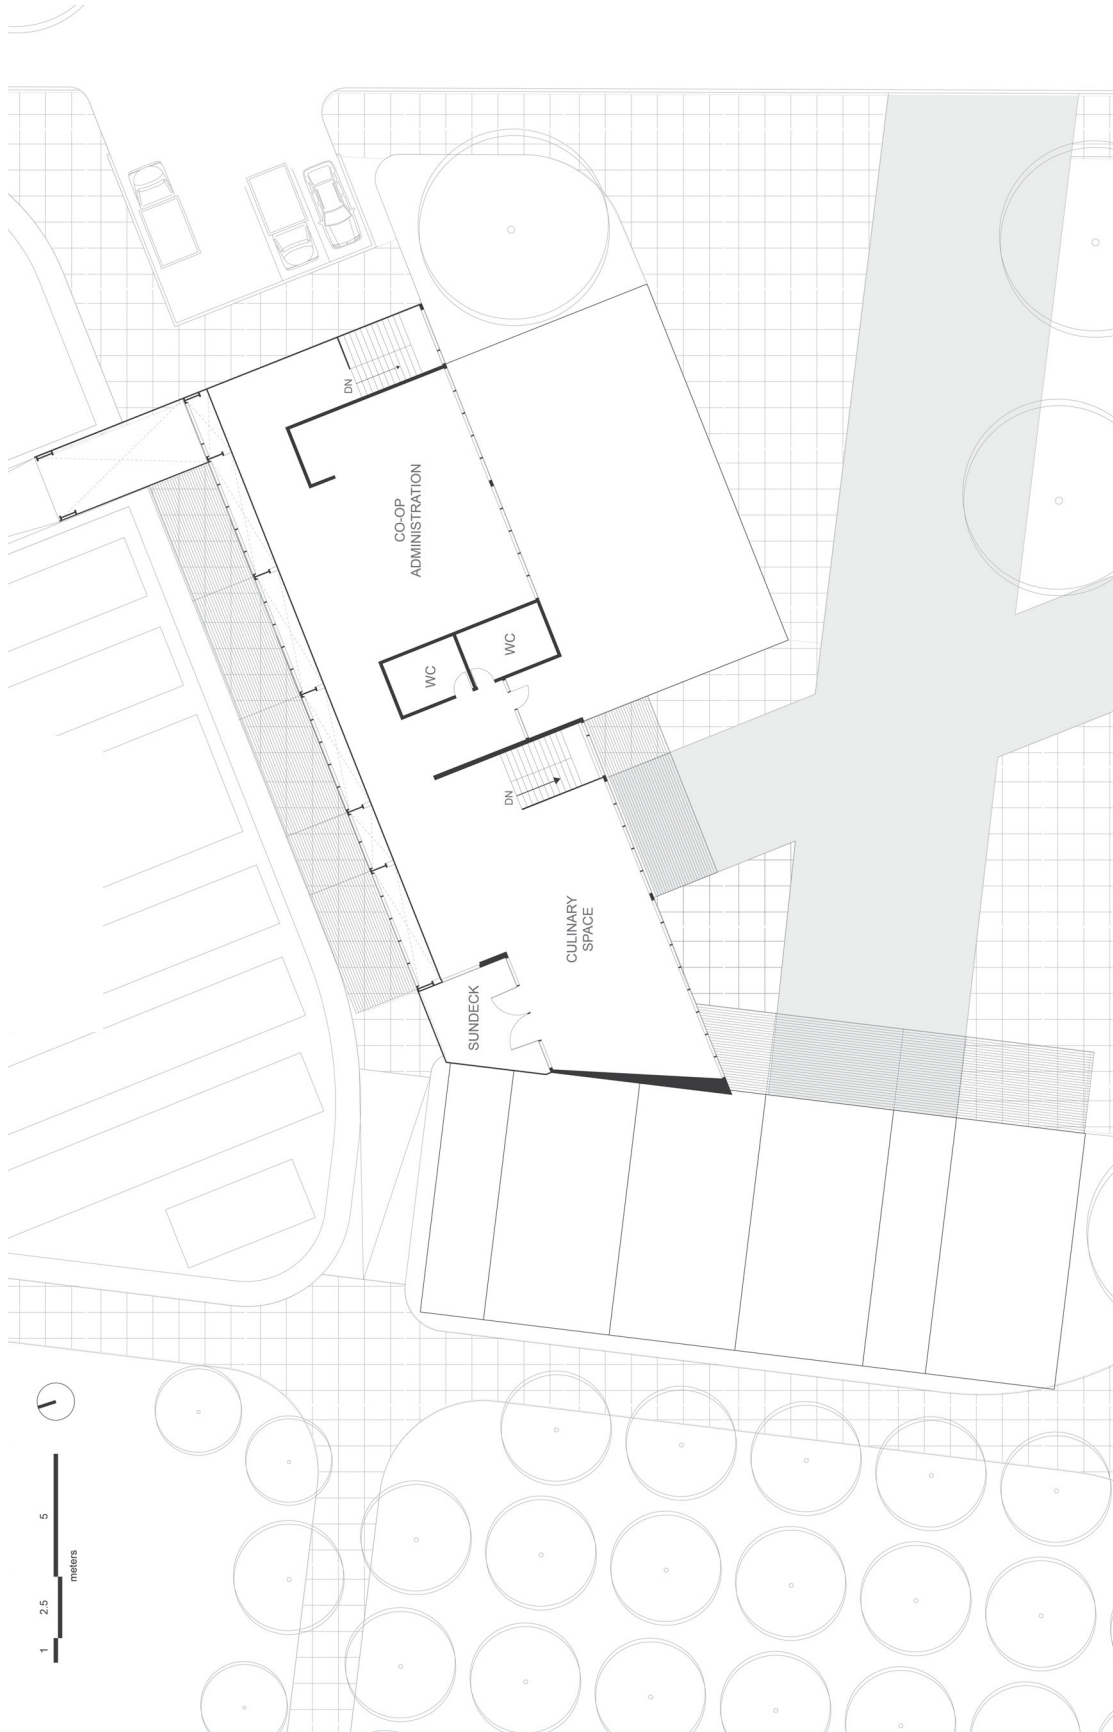 DN
CO-OP
ADMINISTRATION
WC
WC
DN
CULINARY
SPACE
SUNDECK
1 2.5 5
meters